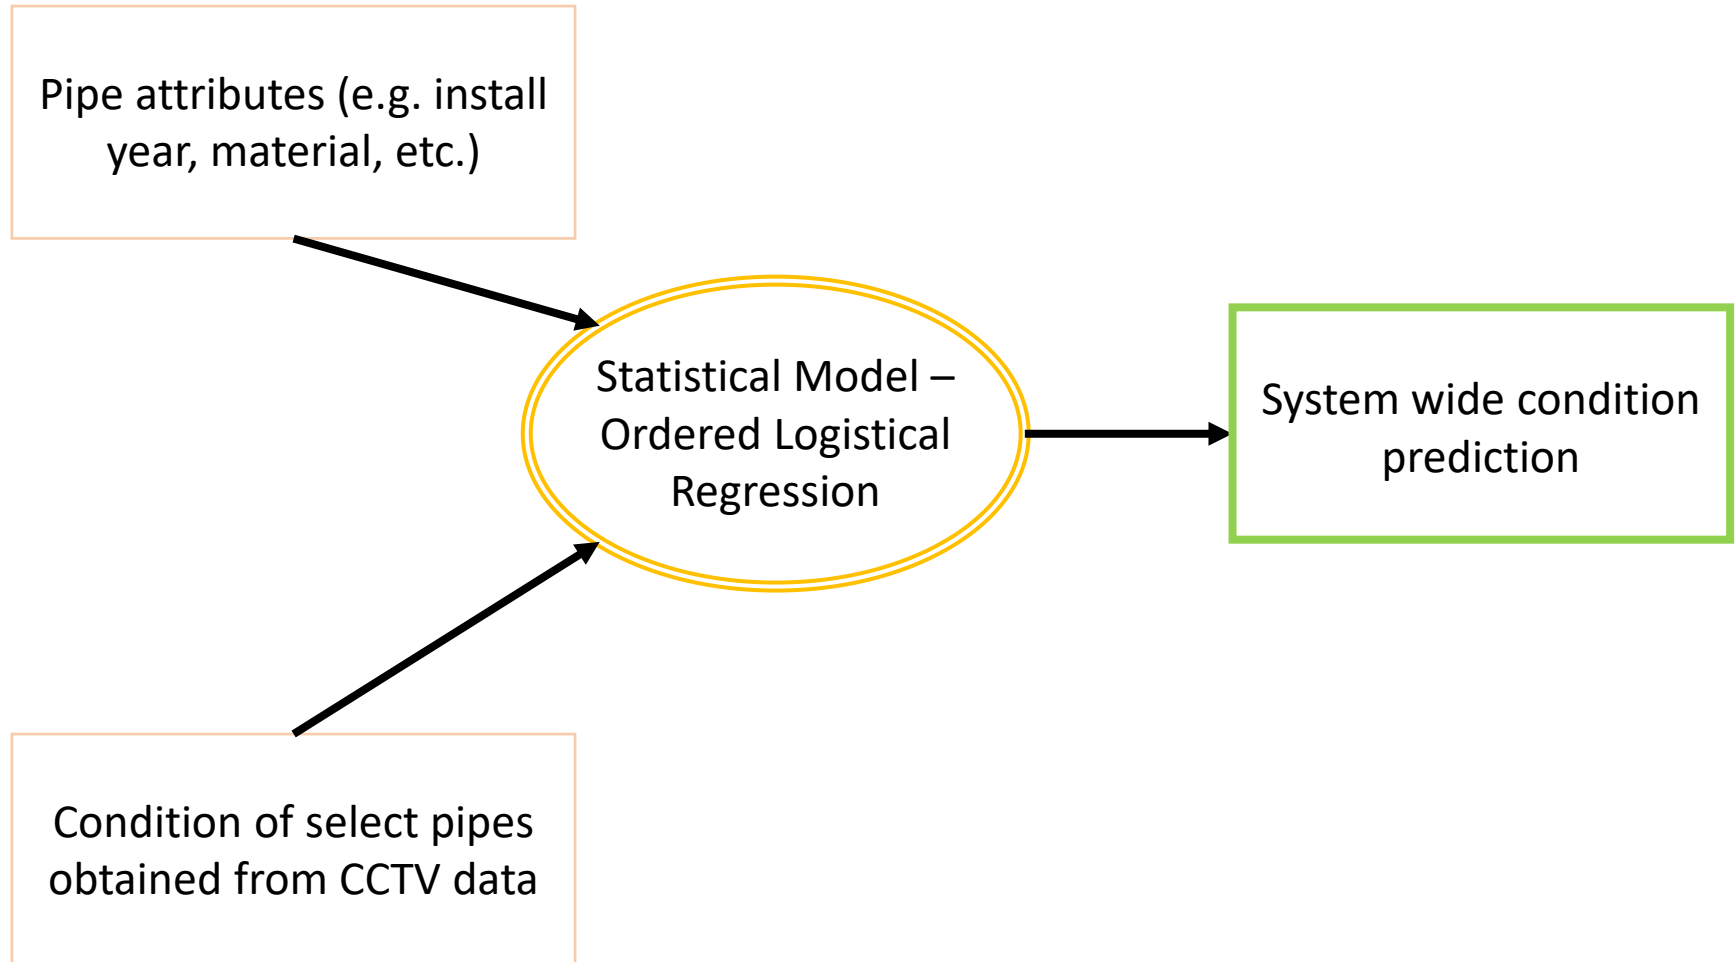 Pipe attributes (e.g. install
year, material, etc.)
Statistical Model –
Ordered Logistical
Regression
System wide condition
prediction
Condition of select pipes
obtained from CCTV data